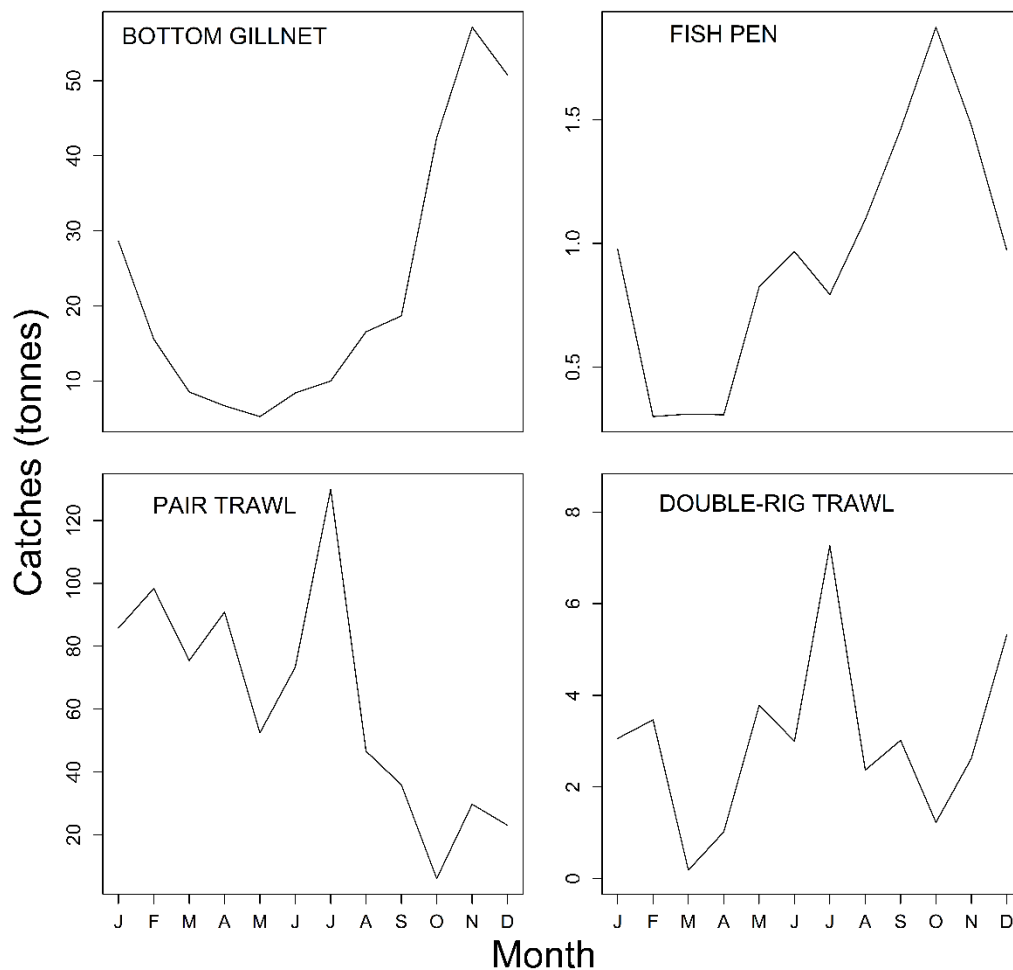 BOTTOM GILLNET
50
40
30
20
10
FISH PEN
1.5
1.0
0.5
Catches (tonnes)
PAIR TRAWL
120
100
80
60
40
20
J F M A M J J A S O N D
DOUBLE-RIG TRAWL
8
6
4
2
0
J F M A M J J A S O N D
Month